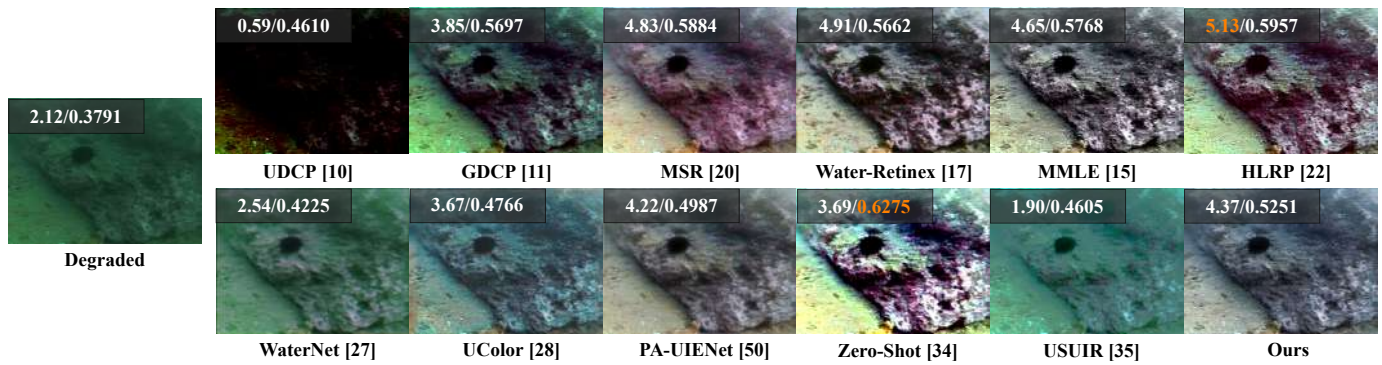 0.59/0.4610
3.85/0.5697
4.83/0.5884
4.91/0.5662
4.65/0.5768
5.13/0.5957
UDCP [10]
GDCP [11]
MSR [20]
Water-Retinex [17]
MMLE [15]
HLRP [22]
2.12/0.3791
Degraded
2.54/0.4225
3.67/0.4766
4.22/0.4987
3.69/0.6275
1.90/0.4605
4.37/0.5251
WaterNet [27]
UColor [28]
PA-UIENet [50]
Zero-Shot [34]
USUIR [35]
Ours